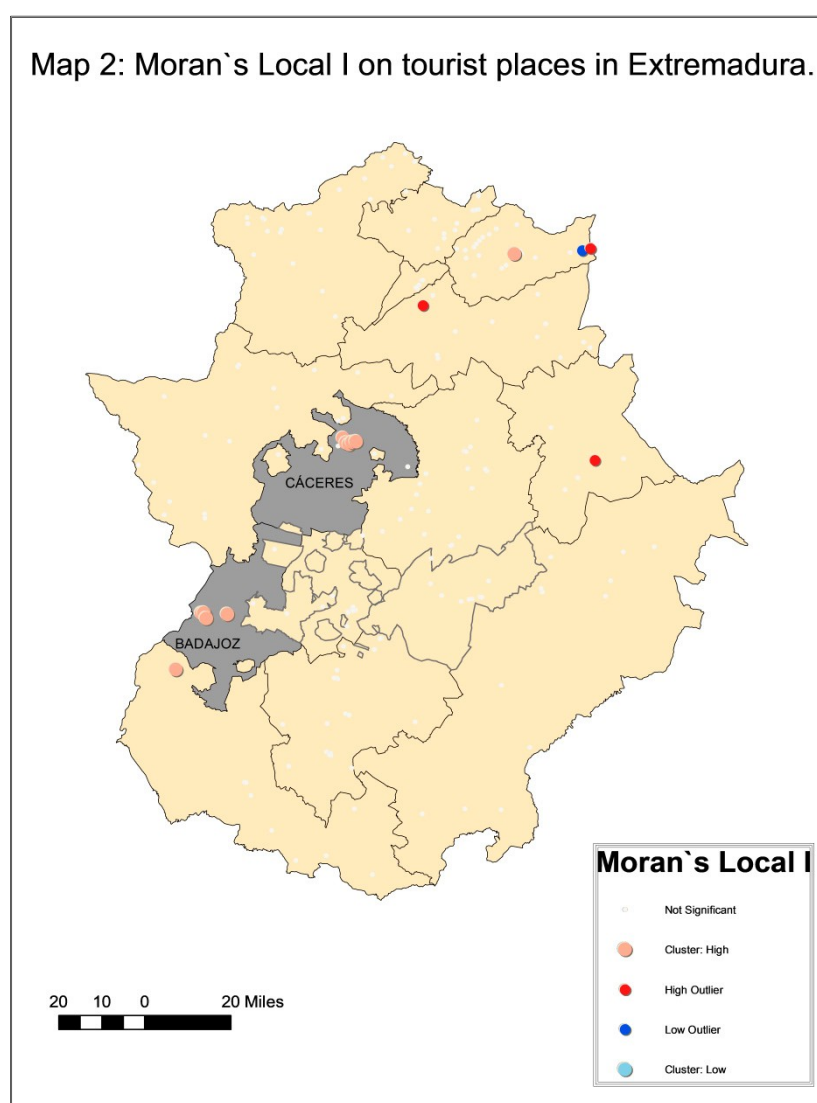 Map 2: Moran`s Local I on tourist places in Extremadura.
CÁCERES
BADAJOZ
Moran`s Local I
Not Significant
Cluster: High
High Outlier
Low Outlier
Cluster: Low
20 10 0 20 Miles